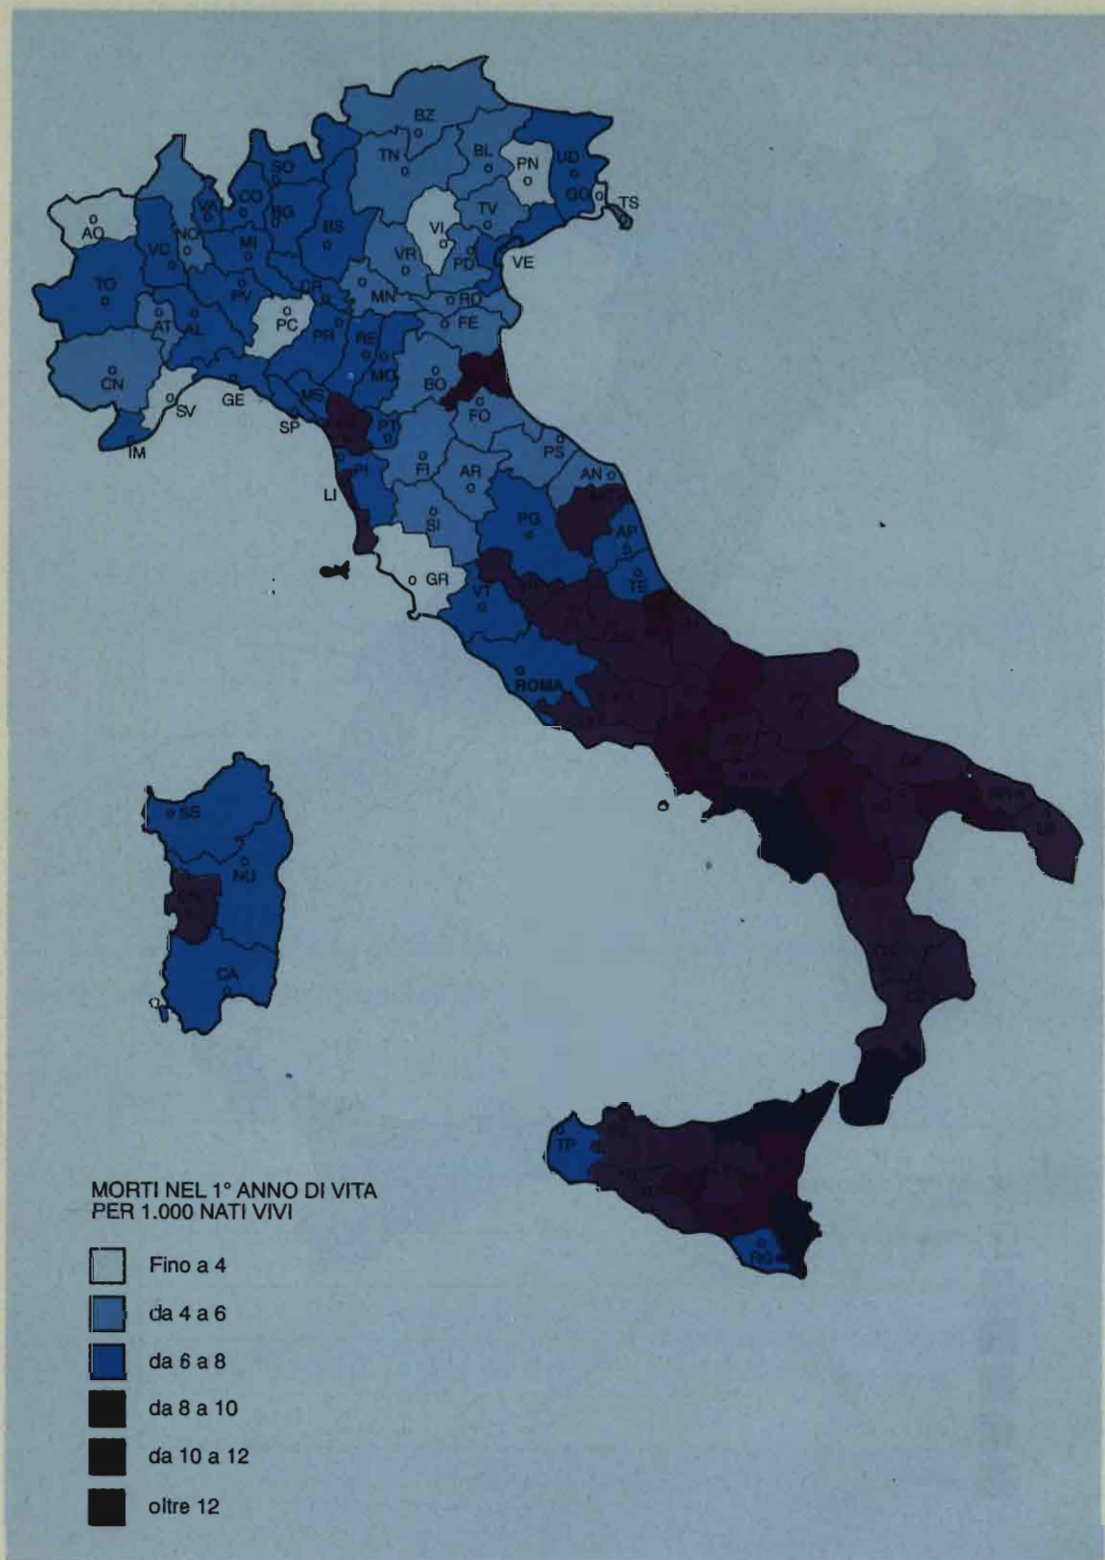 BZ
TN
BL
PN
UD
GO
TS
SO
VA
CO
BG
BS
AO
NO
VC
MI
VI
TV
VR
PD
VE
TO
PV
CR
MN
RO
AT
AL
PC
PR
RE
FE
CN
MO
BO
SV
GE
MS
FO
SP
PT
IM
PS
FI
AR
AN
PI
LI
SI
PG
AP
GR
TE
VT
ROMA
SS
NU
CA
TP
RG
MORTI NEL 1° ANNO DI VITA
PER 1.000 NATI VIVI
Fino a 4
da 4 a 6
da 6 a 8
da 8 a 10
da 10 a 12
oltre 12